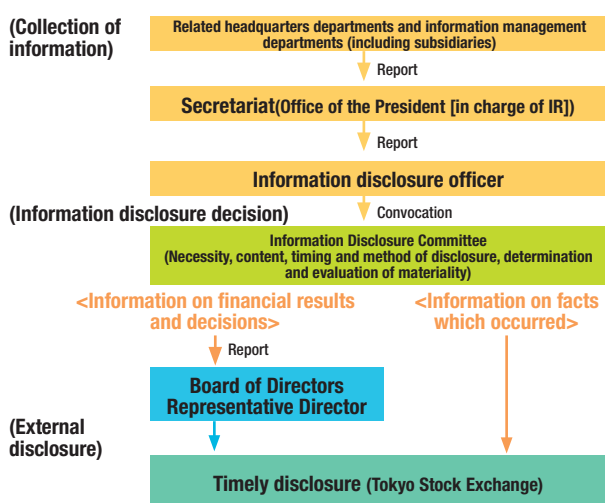 (Collection of
information)
Related headquarters departments and information management
departments (including subsidiaries)
Report
Secretariat(Office of the President [in charge of IR])
Report
Information disclosure officer
(Information disclosure decision)
Convocation
Information Disclosure Committee
(Necessity, content, timing and method of disclosure, determination
and evaluation of materiality)
<Information on financial results
and decisions>
<Information on facts
which occurred>
Report
Board of Directors
Representative Director
(External
disclosure)
Timely disclosure (Tokyo Stock Exchange)